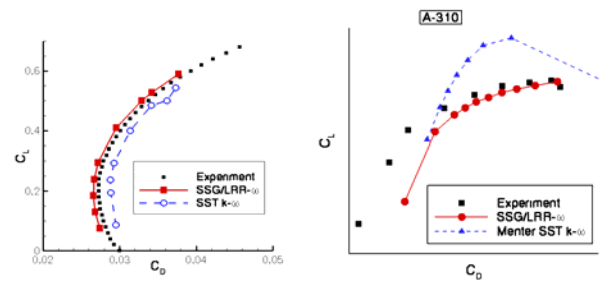 A-310
0.6
0.4
0.2
0
C_L
Experiment
SSG/LRR-ω
SST k-ω
0.02
0.03
0.04
0.05
C_D
C_L
Experiment
SSG/LRR-ω
Menter SST k-ω
C_D